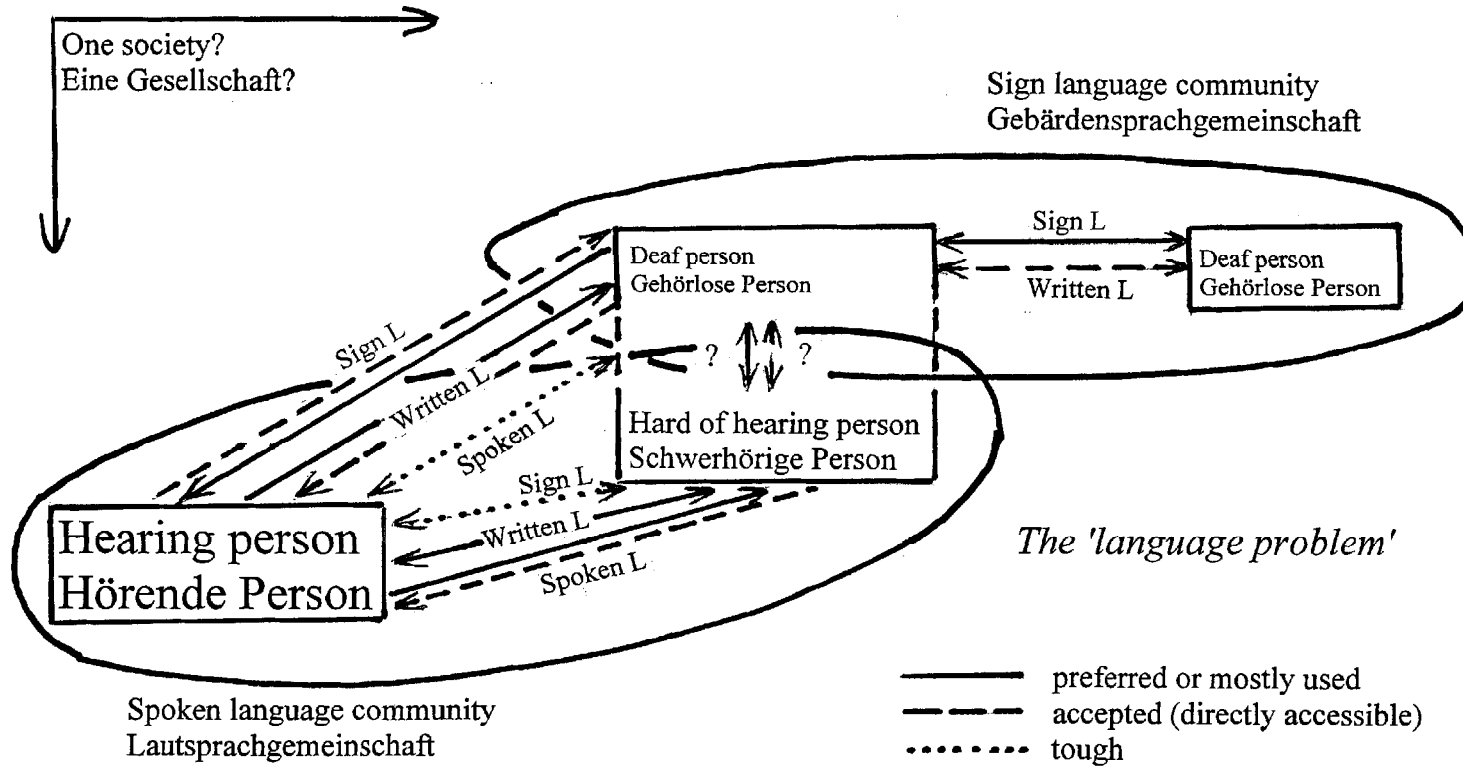 One society?
Eine Gesellschaft?
Sign language community
Gebärdensprachgemeinschaft
Sign L
Deaf person
Gehörlose Person
Written L
Deaf person
Gehörlose Person
Sign L
Written L
Spoken L
? ?
Hard of hearing person
Schwerhörige Person
Sign L
Written L
Spoken L
Hearing person
Hörende Person
The 'language problem'
Spoken language community
Lautsprachgemeinschaft
preferred or mostly used
accepted (directly accessible)
tough